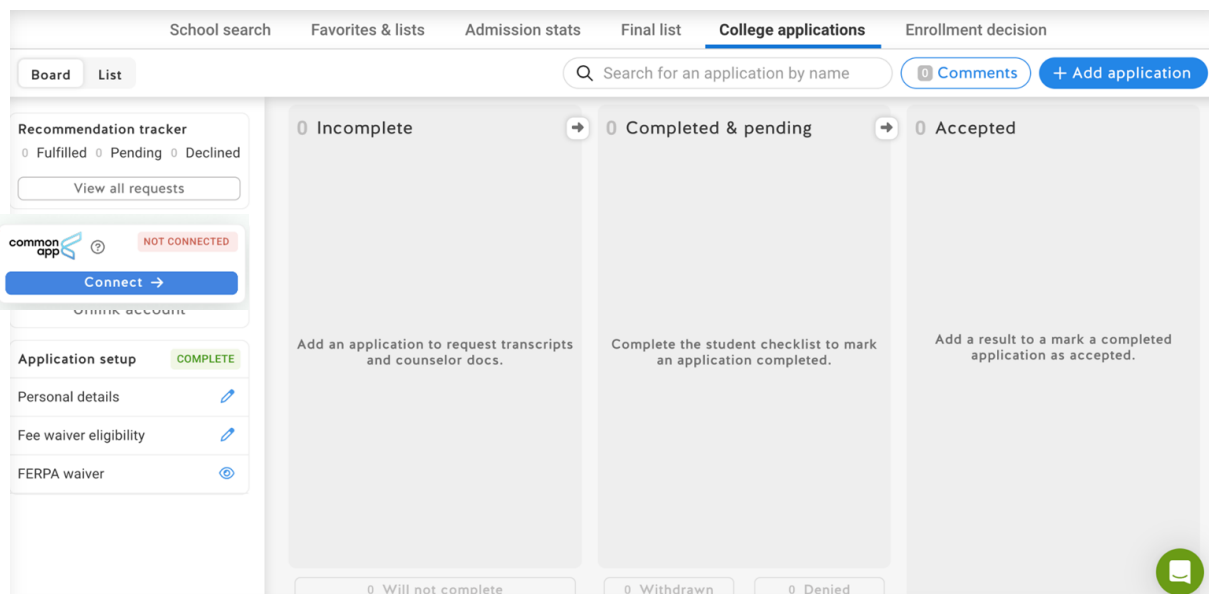 School search Favorites & lists Admission stats Final list College applications Enrollment decision
Board List
Search for an application by name
0 Comments
+ Add application
Recommendation tracker
0 Fulfilled 0 Pending 0 Declined
View all requests
common app
NOT CONNECTED
Connect →
Unlink account
Application setup COMPLETE
Personal details
Fee waiver eligibility
FERPA waiver
0 Incomplete
Add an application to request transcripts
and counselor docs.
0 Will not complete
0 Completed & pending
Complete the student checklist to mark
an application completed.
0 Withdrawn 0 Denied
0 Accepted
Add a result to a mark a completed
application as accepted.